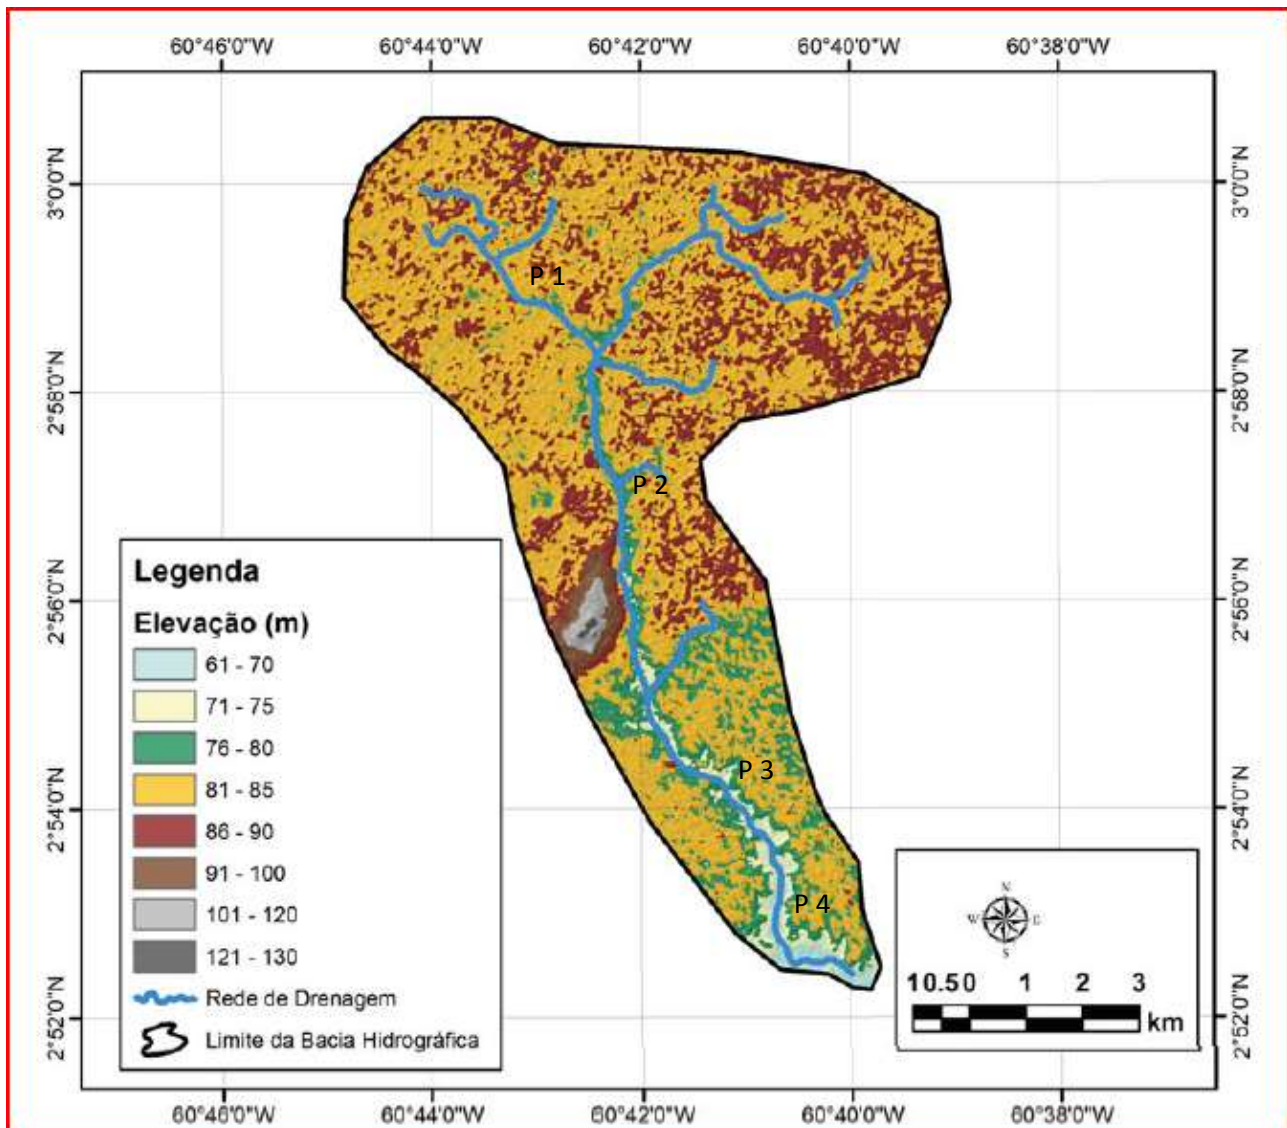 60°46'0"W 60°44'0"W 60°42'0"W 60°40'0"W 60°38'0"W
3°0'0"N 3°0'0"N
P 1
2°58'0"N 2°58'0"N
P 2
Legenda
Elevação (m)
2°56'0"N 2°56'0"N
61 - 70
71 - 75
76 - 80
P 3
81 - 85
2°54'0"N 2°54'0"N
86 - 90
91 - 100
P 4
101 - 120
N
W E
S
121 - 130
1 0.5 0 1 2 3
Rede de Drenagem
km
2°52'0"N 2°52'0"N
Limite da Bacia Hidrográfica
60°46'0"W 60°44'0"W 60°42'0"W 60°40'0"W 60°38'0"W